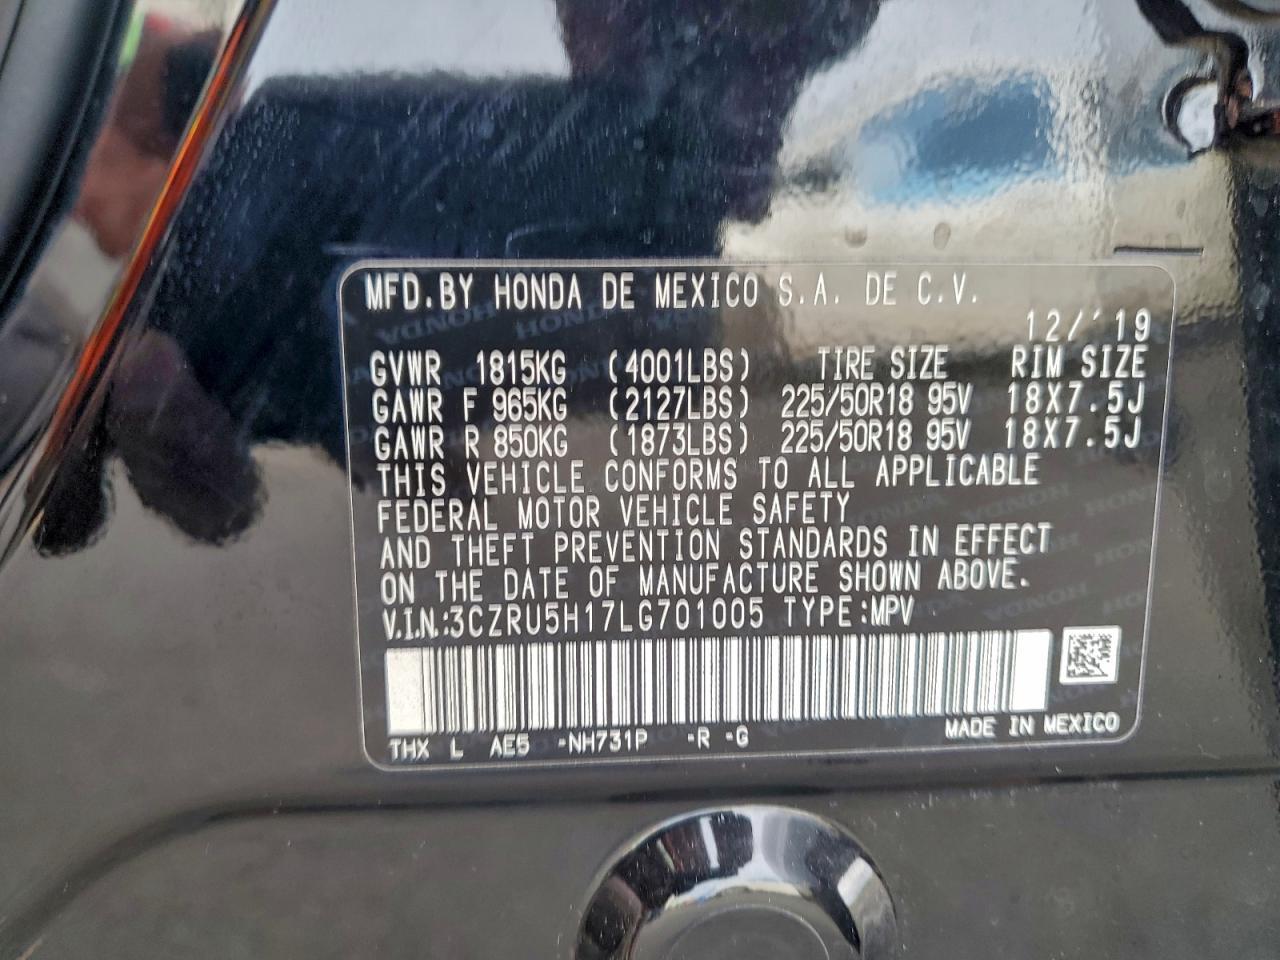 MFD.BY HONDA DE MEXICO S.A. DE C.V.
12/'19
GVWR 1815KG (4001LBS) TIRE SIZE RIM SIZE
GAWR F 965KG (2127LBS) 225/50R18 95V 18X7.5J
GAWR R 850KG (1873LBS) 225/50R18 95V 18X7.5J
THIS VEHICLE CONFORMS TO ALL APPLICABLE
FEDERAL MOTOR VEHICLE SAFETY
AND THEFT PREVENTION STANDARDS IN EFFECT
ON THE DATE OF MANUFACTURE SHOWN ABOVE.
V.I.N.:3CZRU5H17LG701005 TYPE:MPV
THX L AE5 -NH731P -R -G MADE IN MEXICO